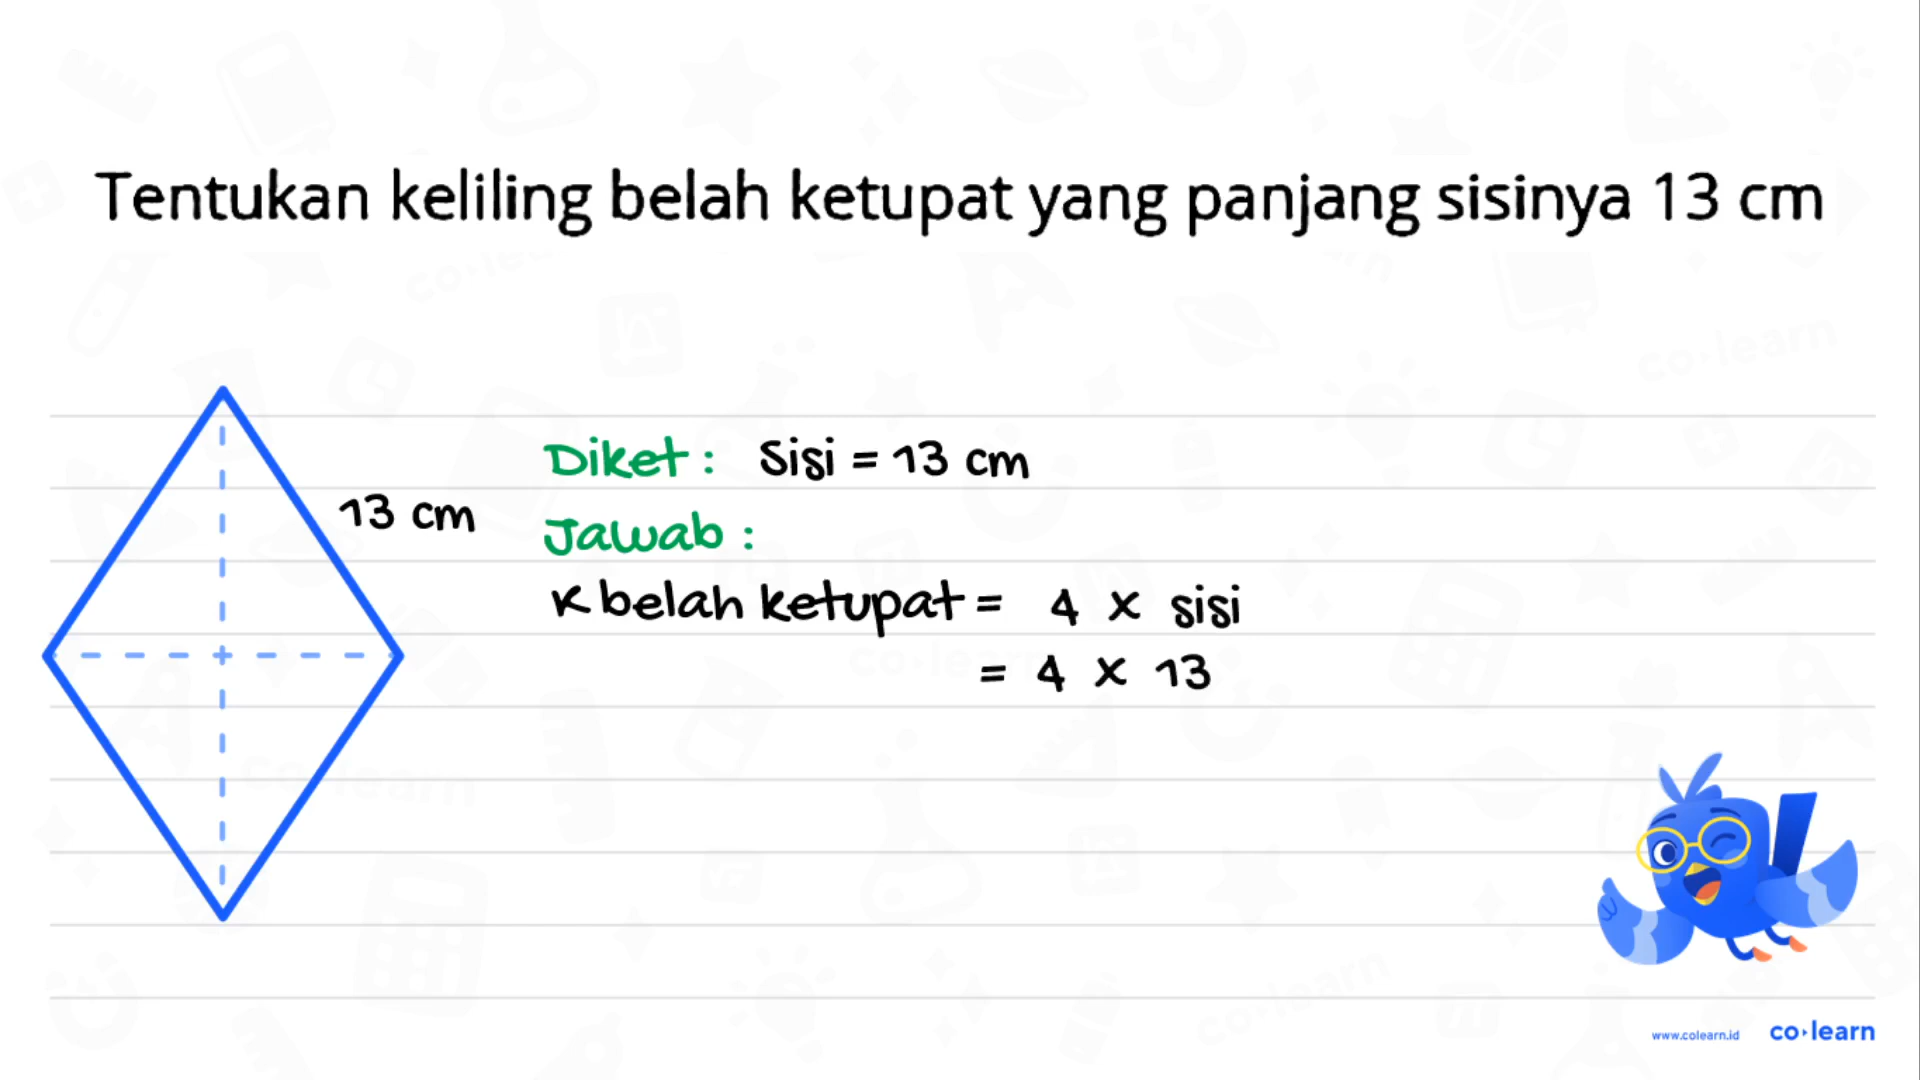 Tentukan keliling belah ketupat yang panjang sisinya 13 cm
13 cm
Diket : Sisi = 13 cm
Jawab :
K belah ketupat = 4 x sisi
= 4 x 13
www.colearn.id co·learn